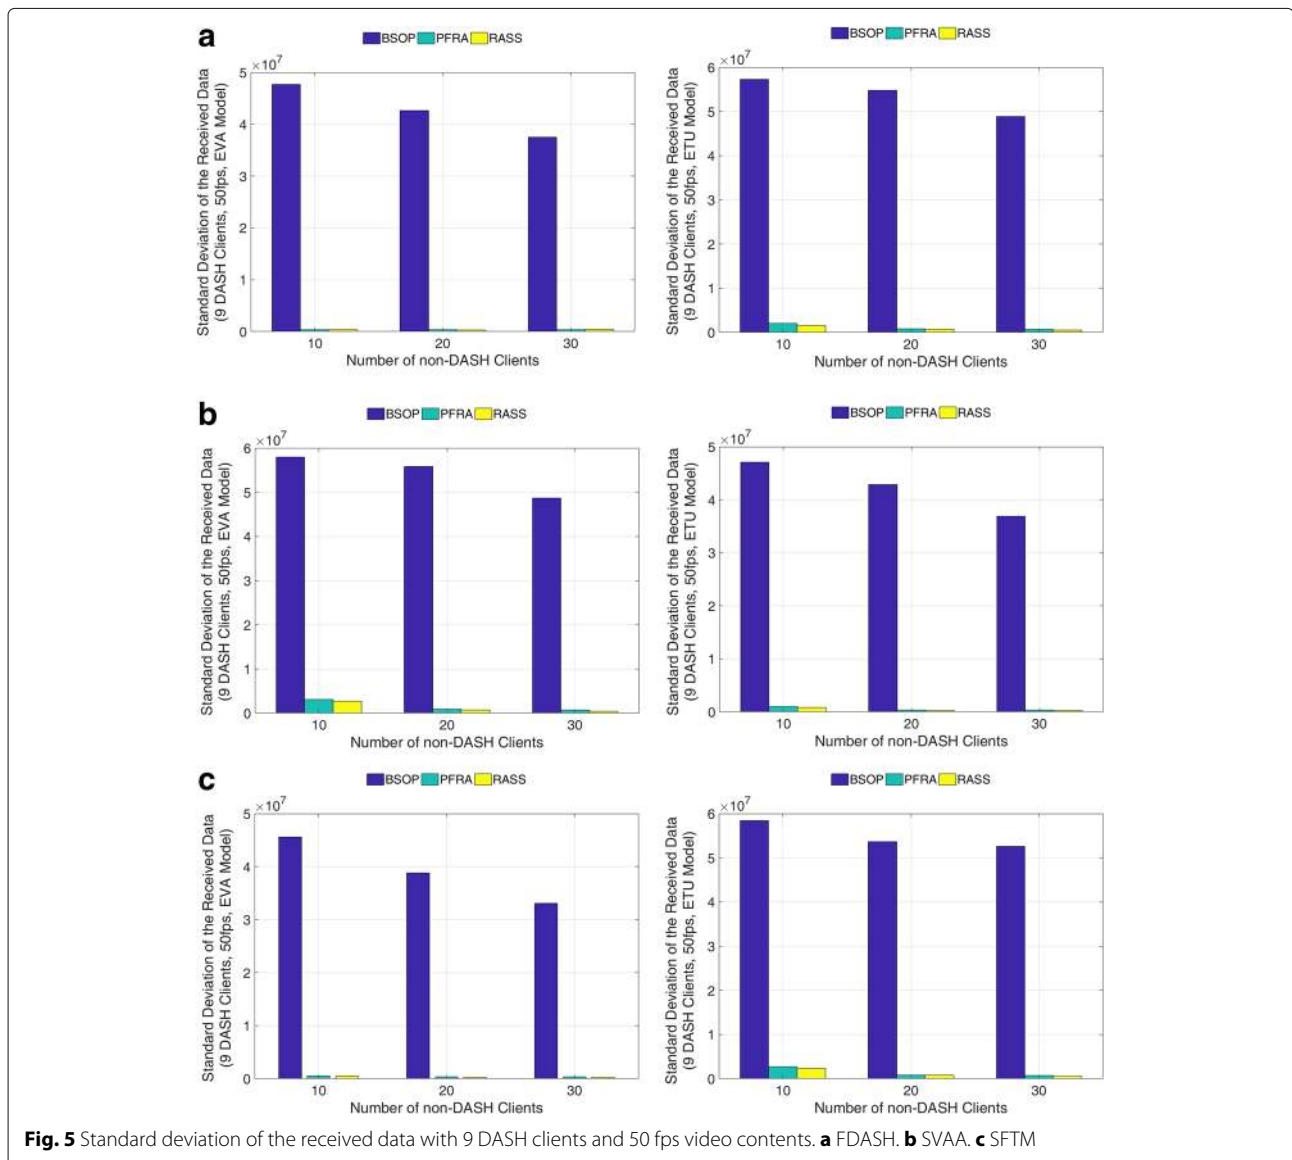 a
BSOP PFRA RASS
×10^7
5
4
3
2
1
0
10 20 30
Number of non-DASH Clients
Standard Deviation of the Received Data
(9 DASH Clients, 50fps, EVA Model)
BSOP PFRA RASS
×10^7
6
5
4
3
2
1
0
10 20 30
Number of non-DASH Clients
Standard Deviation of the Received Data
(9 DASH Clients, 50fps, ETU Model)
b
BSOP PFRA RASS
×10^7
6
5
4
3
2
1
0
10 20 30
Number of non-DASH Clients
Standard Deviation of the Received Data
(9 DASH Clients, 50fps, EVA Model)
BSOP PFRA RASS
×10^7
5
4
3
2
1
0
10 20 30
Number of non-DASH Clients
Standard Deviation of the Received Data
(9 DASH Clients, 50fps, ETU Model)
c
BSOP PFRA RASS
×10^7
5
4
3
2
1
0
10 20 30
Number of non-DASH Clients
Standard Deviation of the Received Data
(9 DASH Clients, 50fps, EVA Model)
BSOP PFRA RASS
×10^7
6
5
4
3
2
1
0
10 20 30
Number of non-DASH Clients
Standard Deviation of the Received Data
(9 DASH Clients, 50fps, ETU Model)
Fig. 5 Standard deviation of the received data with 9 DASH clients and 50 fps video contents. a FDASH. b SVAA. c SFTM